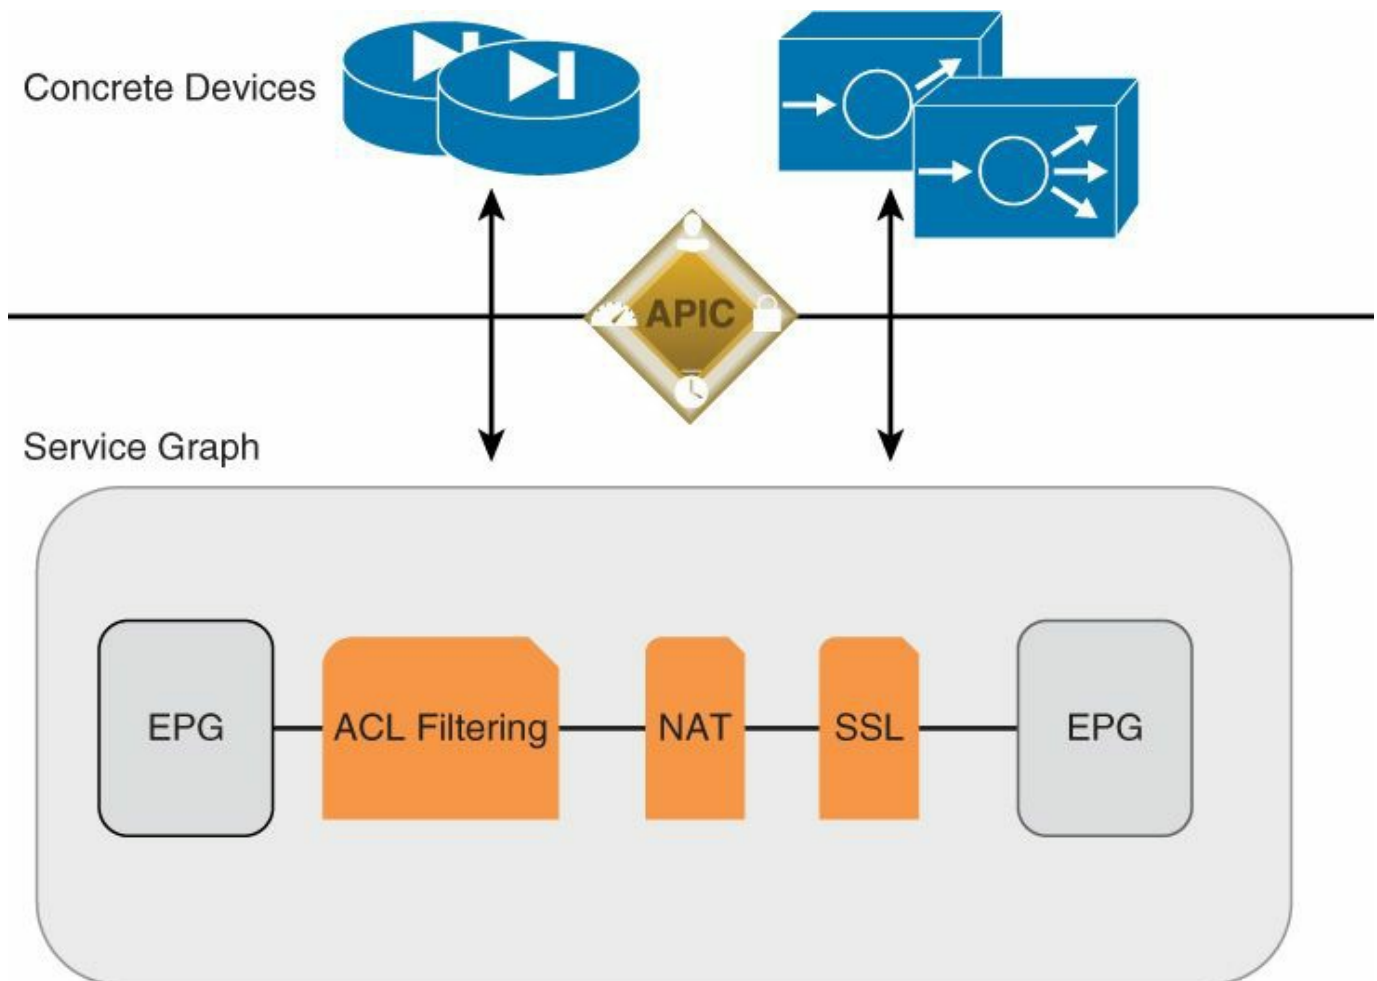 Concrete Devices
APIC
Service Graph
EPG
ACL Filtering
NAT
SSL
EPG